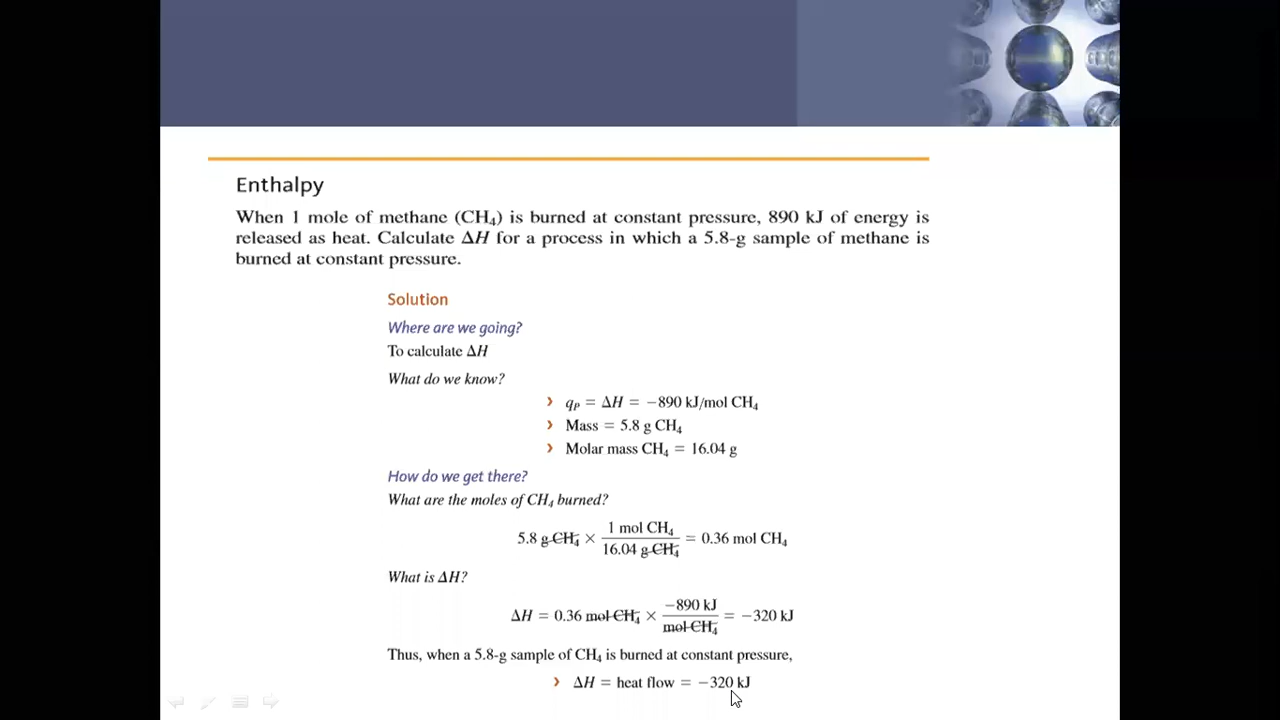 Enthalpy
When 1 mole of methane (CH₄) is burned at constant pressure, 890 kJ of energy is
released as heat. Calculate ΔH for a process in which a 5.8-g sample of methane is
burned at constant pressure.
Solution
Where are we going?
To calculate ΔH
What do we know?
› qP = ΔH = −890 kJ/mol CH₄
› Mass = 5.8 g CH₄
› Molar mass CH₄ = 16.04 g
How do we get there?
What are the moles of CH₄ burned?
5.8 g CH₄ × 1 mol CH₄ / 16.04 g CH₄ = 0.36 mol CH₄
What is ΔH?
ΔH = 0.36 mol CH₄ × −890 kJ / mol CH₄ = −320 kJ
Thus, when a 5.8-g sample of CH₄ is burned at constant pressure,
› ΔH = heat flow = −320 kJ